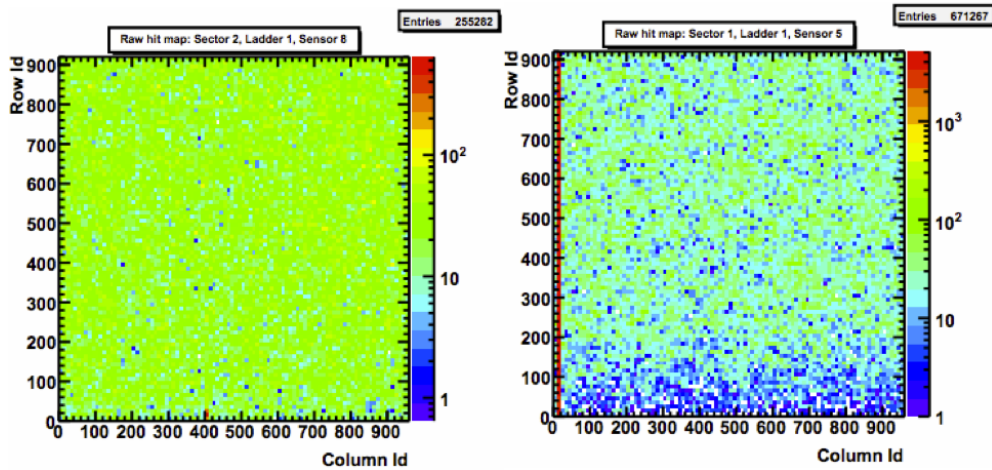 Entries 255282
Raw hit map: Sector 2, Ladder 1, Sensor 8
Row Id
900
800
700
600
500
400
300
200
100
0
0 100 200 300 400 500 600 700 800 900
Column Id
10²
10
1
Entries 671267
Raw hit map: Sector 1, Ladder 1, Sensor 5
Row Id
900
800
700
600
500
400
300
200
100
0
0 100 200 300 400 500 600 700 800 900
Column Id
10³
10²
10
1